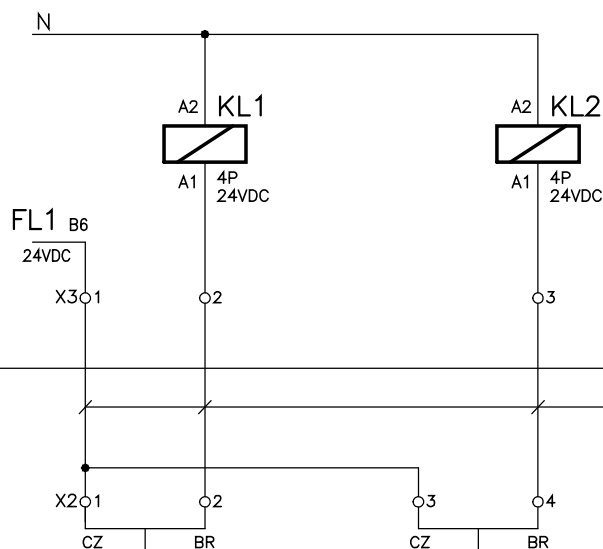 N
A2 KL1
A2 KL2
A1 4P
24VDC
A1 4P
24VDC
FL1 B6
24VDC
X3 1 2 3
X2 1 2 3 4
CZ BR CZ BR